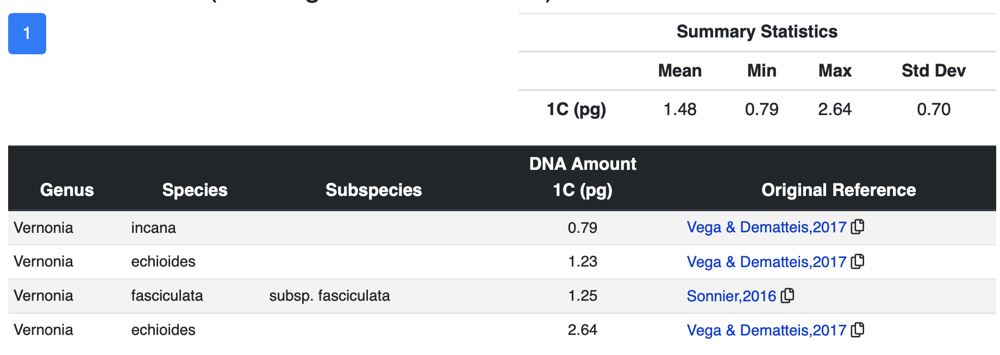 1
Summary Statistics
Mean Min Max Std Dev
1C (pg) 1.48 0.79 2.64 0.70
DNA Amount
Genus Species Subspecies 1C (pg) Original Reference
Vernonia incana 0.79 Vega & Dematteis,2017
Vernonia echioides 1.23 Vega & Dematteis,2017
Vernonia fasciculata subsp. fasciculata 1.25 Sonnier,2016
Vernonia echioides 2.64 Vega & Dematteis,2017